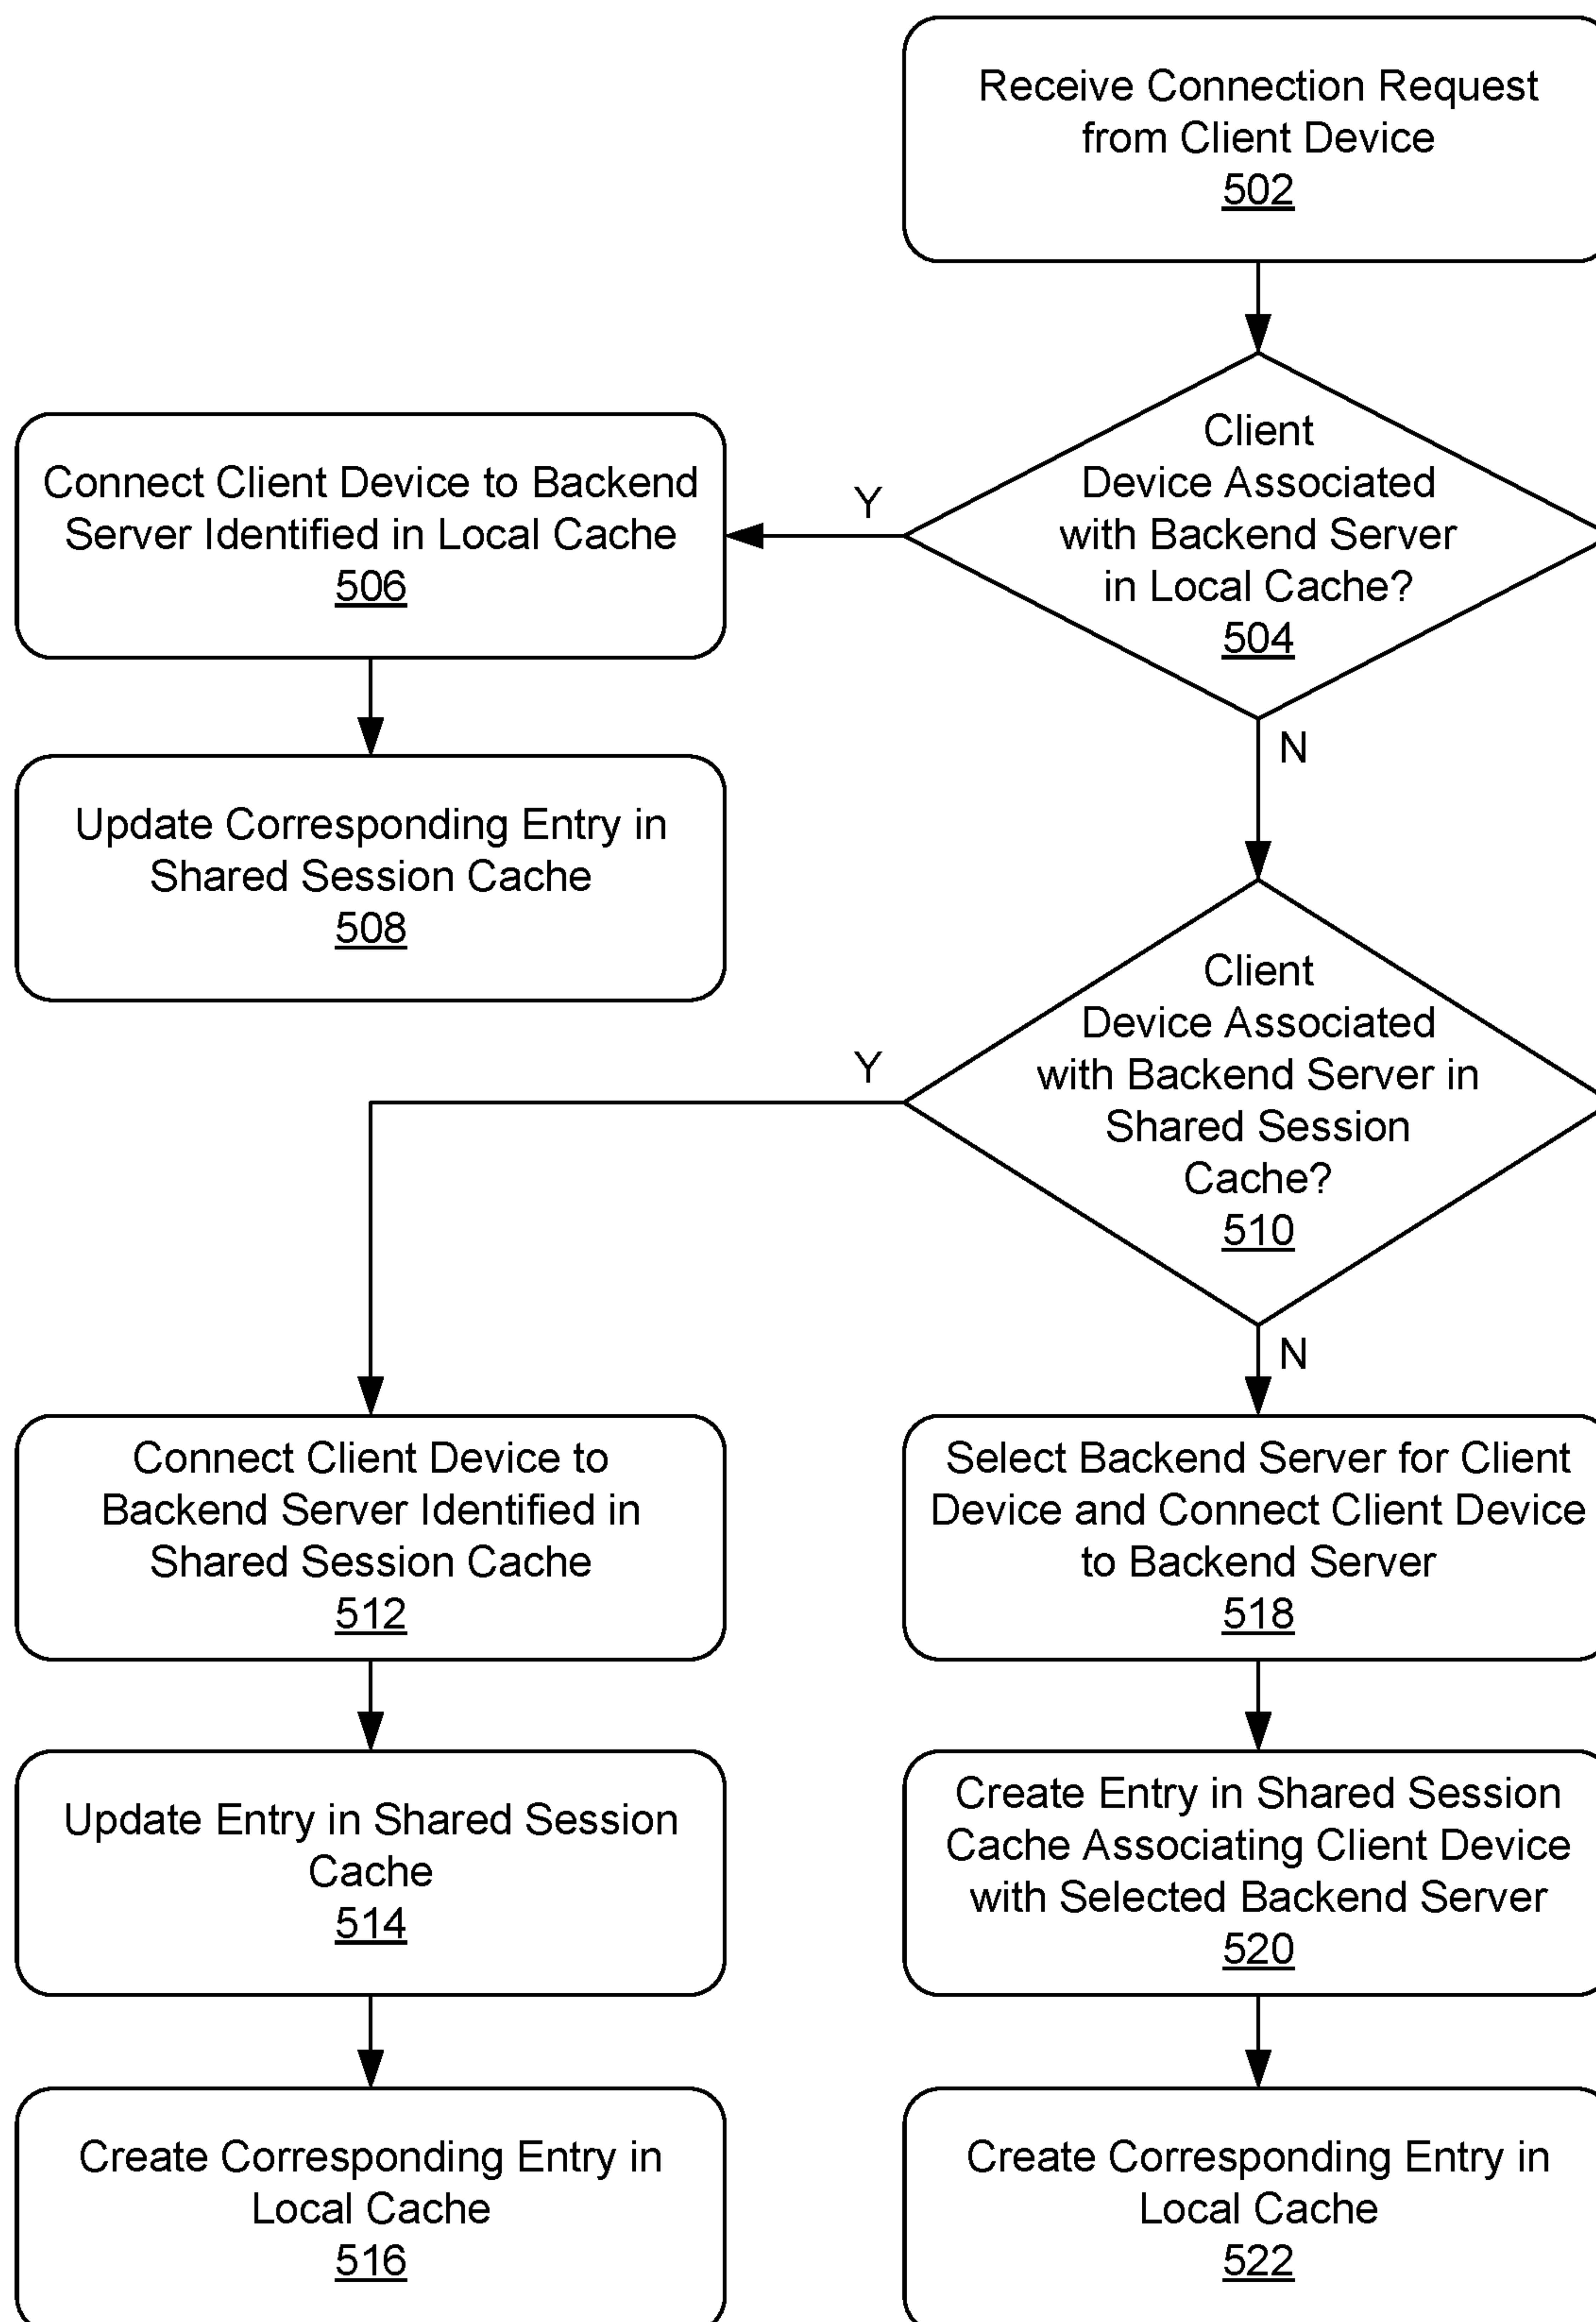 Receive Connection Request
from Client Device
502
Client
Device Associated
with Backend Server
in Local Cache?
504
Y
N
Connect Client Device to Backend
Server Identified in Local Cache
506
Update Corresponding Entry in
Shared Session Cache
508
Client
Device Associated
with Backend Server in
Shared Session
Cache?
510
Y
N
Connect Client Device to
Backend Server Identified in
Shared Session Cache
512
Update Entry in Shared Session
Cache
514
Create Corresponding Entry in
Local Cache
516
Select Backend Server for Client
Device and Connect Client Device
to Backend Server
518
Create Entry in Shared Session
Cache Associating Client Device
with Selected Backend Server
520
Create Corresponding Entry in
Local Cache
522